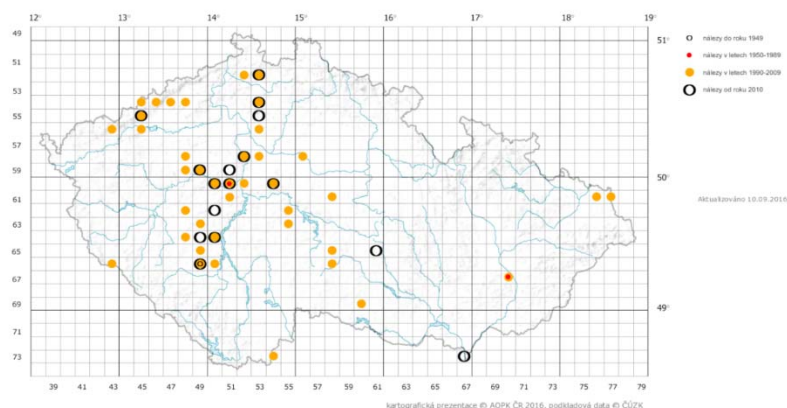 12° 13° 14° 15° 16° 17° 18° 19°
49
51°
51
53
55
50°
57
59
50°
61
63
65
67
49°
69
71
73
39 41 43 45 47 49 51 53 55 57 59 61 63 65 67 69 71 73 75 77 79
nálezy do roku 1949
nálezy v letech 1950-1989
nálezy v letech 1990-2009
nálezy od roku 2010
Aktualizováno 10.09.2016
kartografická prezentace © AOPK ČR 2016, podkladová data © ČÚZK